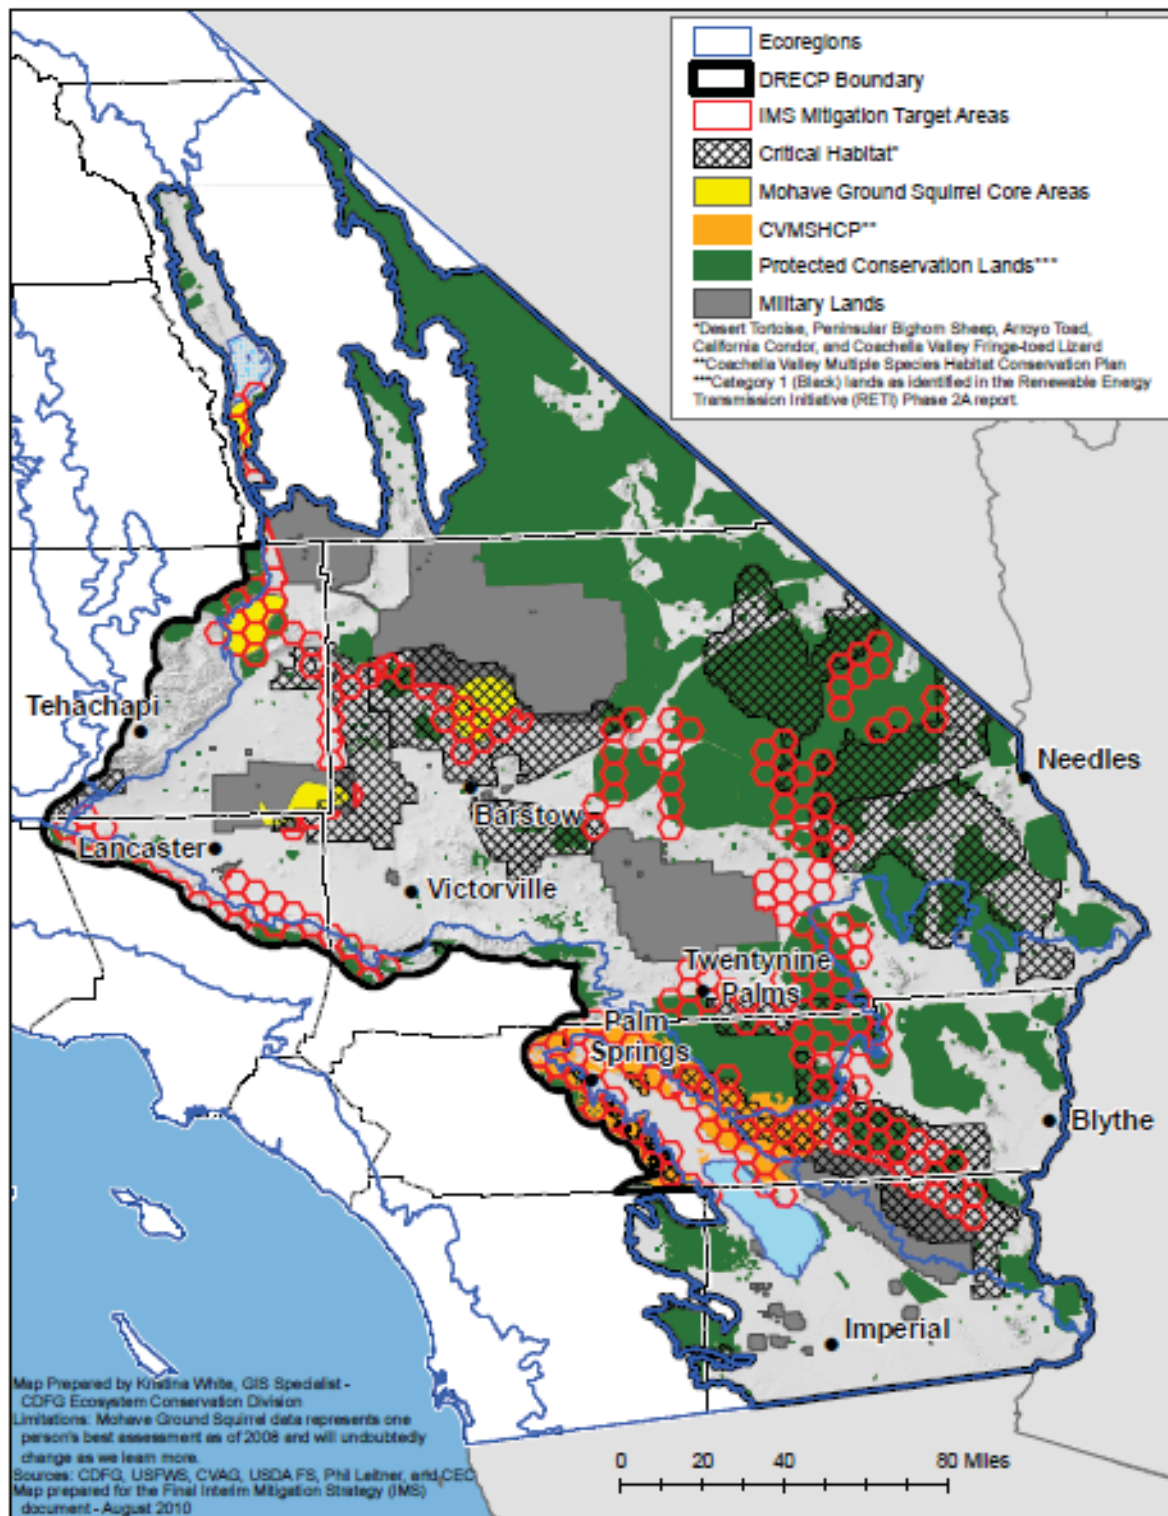 Ecoregions
DRECP Boundary
IMS Mitigation Target Areas
Critical Habitat*
Mohave Ground Squirrel Core Areas
CVMSHCP**
Protected Conservation Lands***
Military Lands
*Desert Tortoise, Peninsular Bighorn Sheep, Arroyo Toad,
California Condor, and Coachella Valley Fringe-toed Lizard
**Coachella Valley Multiple Species Habitat Conservation Plan
***Category 1 (Black) lands as identified in the Renewable Energy
Transmission Initiative (RETI) Phase 2A report.
Tehachapi
Needles
Barstow
Lancaster
Victorville
Twentynine
Palms
Palm
Springs
Blythe
Imperial
Map Prepared by Kristina White, GIS Specialist -
CDFG Ecosystem Conservation Division
Limitations: Mohave Ground Squirrel data represents one
person's best assessment as of 2008 and will undoubtedly
change as we learn more.
Sources: CDFG, USFWS, CVAG, USDA FS, Phil Leitner, and CEC
Map prepared for the Final Interim Mitigation Strategy (IMS)
document - August 2010
0 20 40 80 Miles